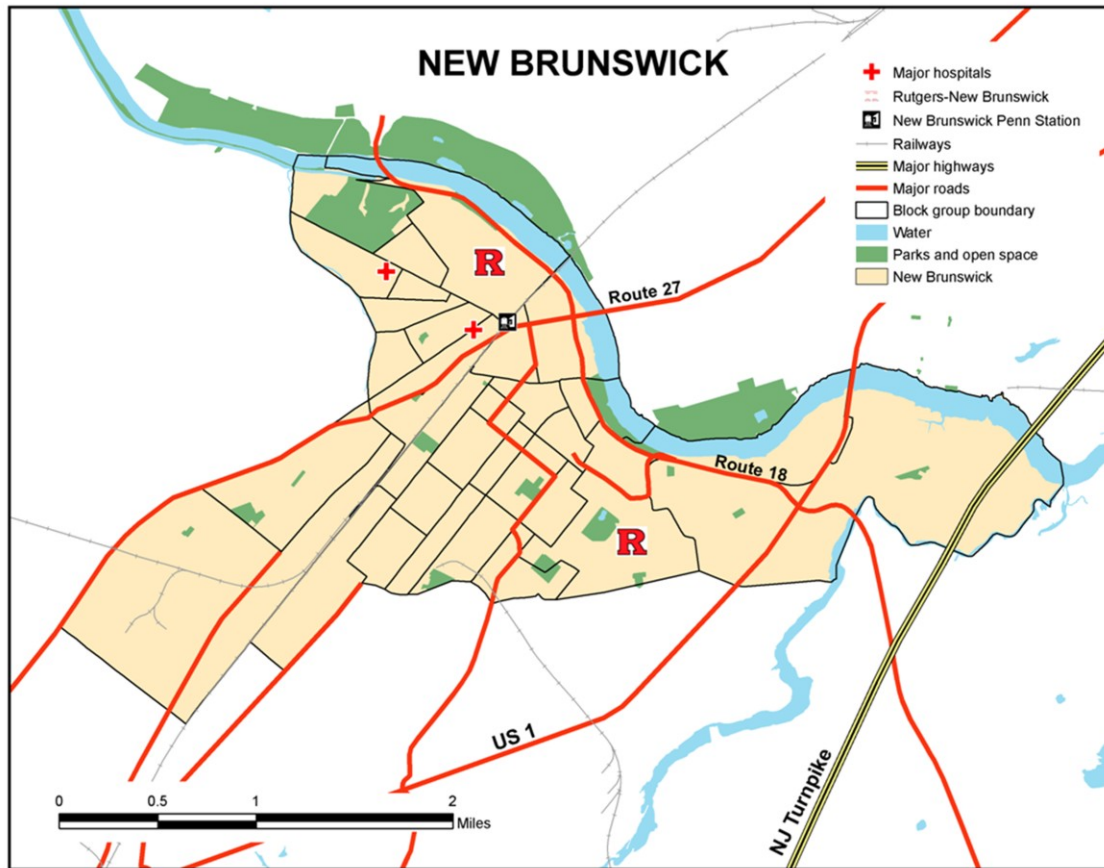 NEW BRUNSWICK
Major hospitals
Rutgers-New Brunswick
New Brunswick Penn Station
Railways
Major highways
Major roads
Block group boundary
Water
Parks and open space
New Brunswick
R
Route 27
Route 18
R
US 1
NJ Turnpike
0 0.5 1 2
Miles